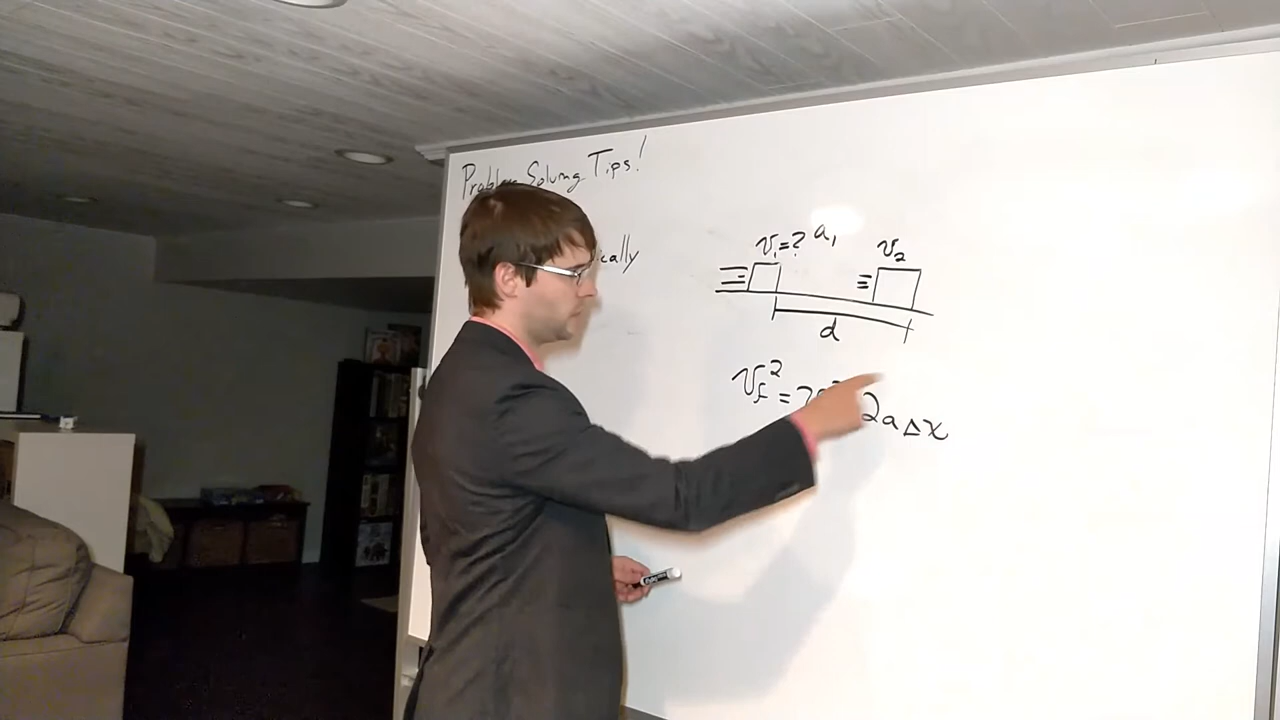 Problem Solving Tips!
ically
v₁=? a₁ v₂
d
v_f² = 2aΔx